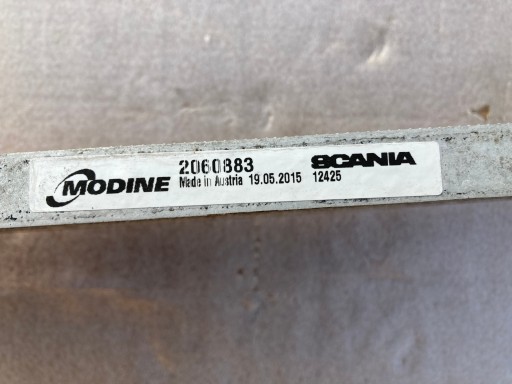 MODINE 2060883 SCANIA
Made in Austria 19.05.2015 12425